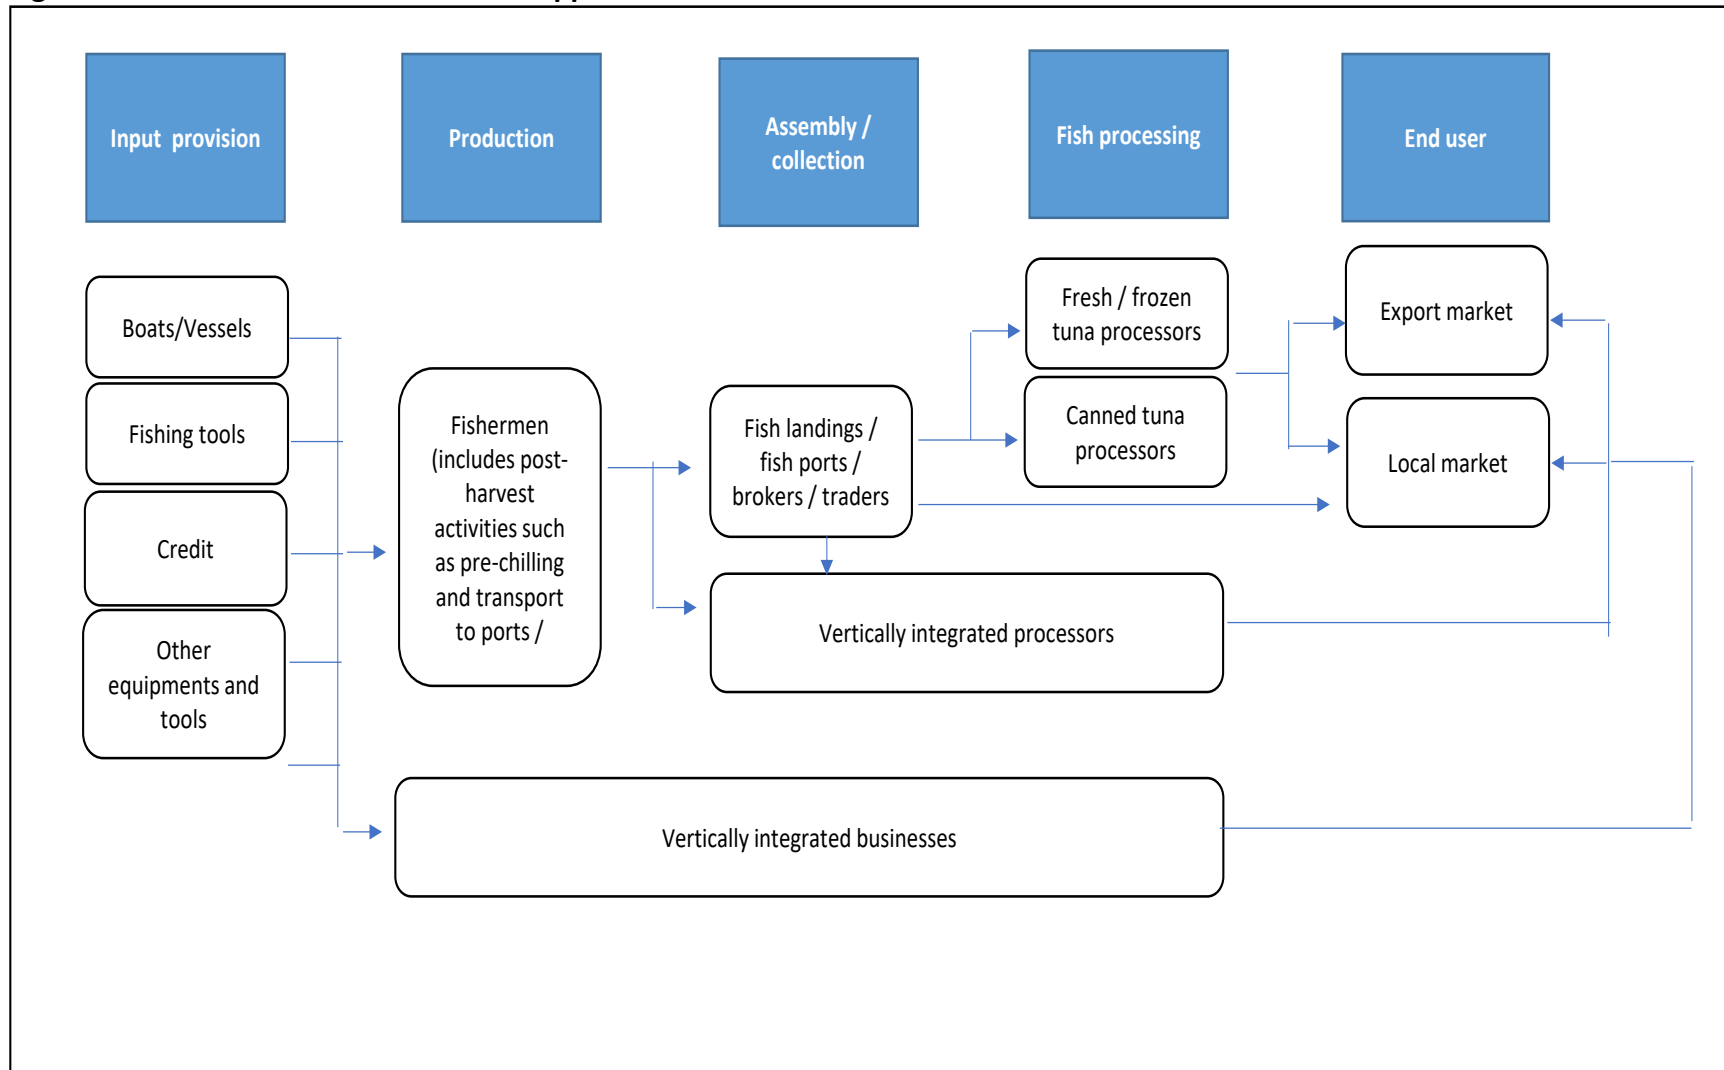 Input provision
Production
Assembly /
collection
Fish processing
End user
Boats/Vessels
Fishing tools
Credit
Other
equipments and
tools
Fishermen
(includes post-
harvest
activities such
as pre-chilling
and transport
to ports /
Fish landings /
fish ports /
brokers / traders
Fresh / frozen
tuna processors
Canned tuna
processors
Export market
Local market
Vertically integrated processors
Vertically integrated businesses